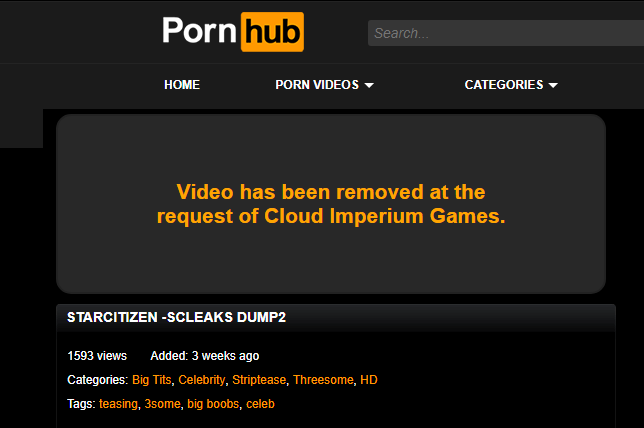 Porn hub
Search...
HOME PORN VIDEOS CATEGORIES
Video has been removed at the
request of Cloud Imperium Games.
STARCITIZEN -SCLEAKS DUMP2
1593 views Added: 3 weeks ago
Categories: Big Tits, Celebrity, Striptease, Threesome, HD
Tags: teasing, 3some, big boobs, celeb